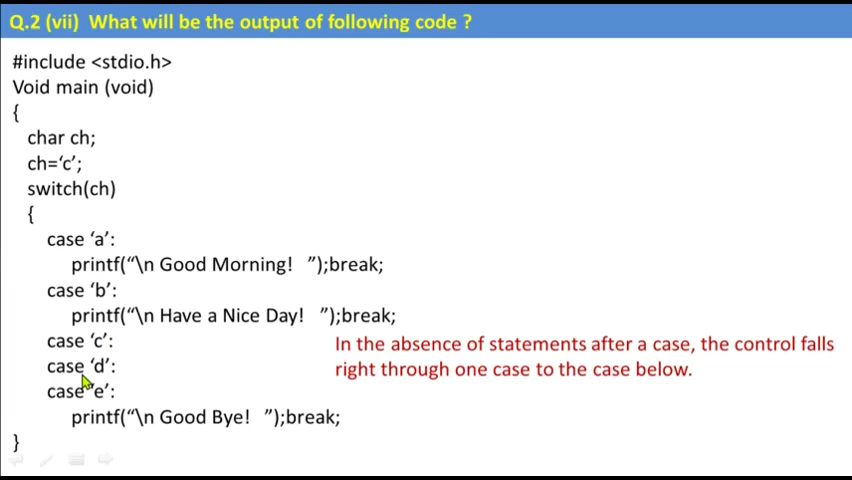 Q.2 (vii) What will be the output of following code ?
#include <stdio.h>
Void main (void)
{
char ch;
ch=‘c’;
switch(ch)
{
case ‘a’:
printf(“\n Good Morning! ”);break;
case ‘b’:
printf(“\n Have a Nice Day! ”);break;
case ‘c’:
case ‘d’:
case ‘e’:
printf(“\n Good Bye! ”);break;
}
In the absence of statements after a case, the control falls
right through one case to the case below.